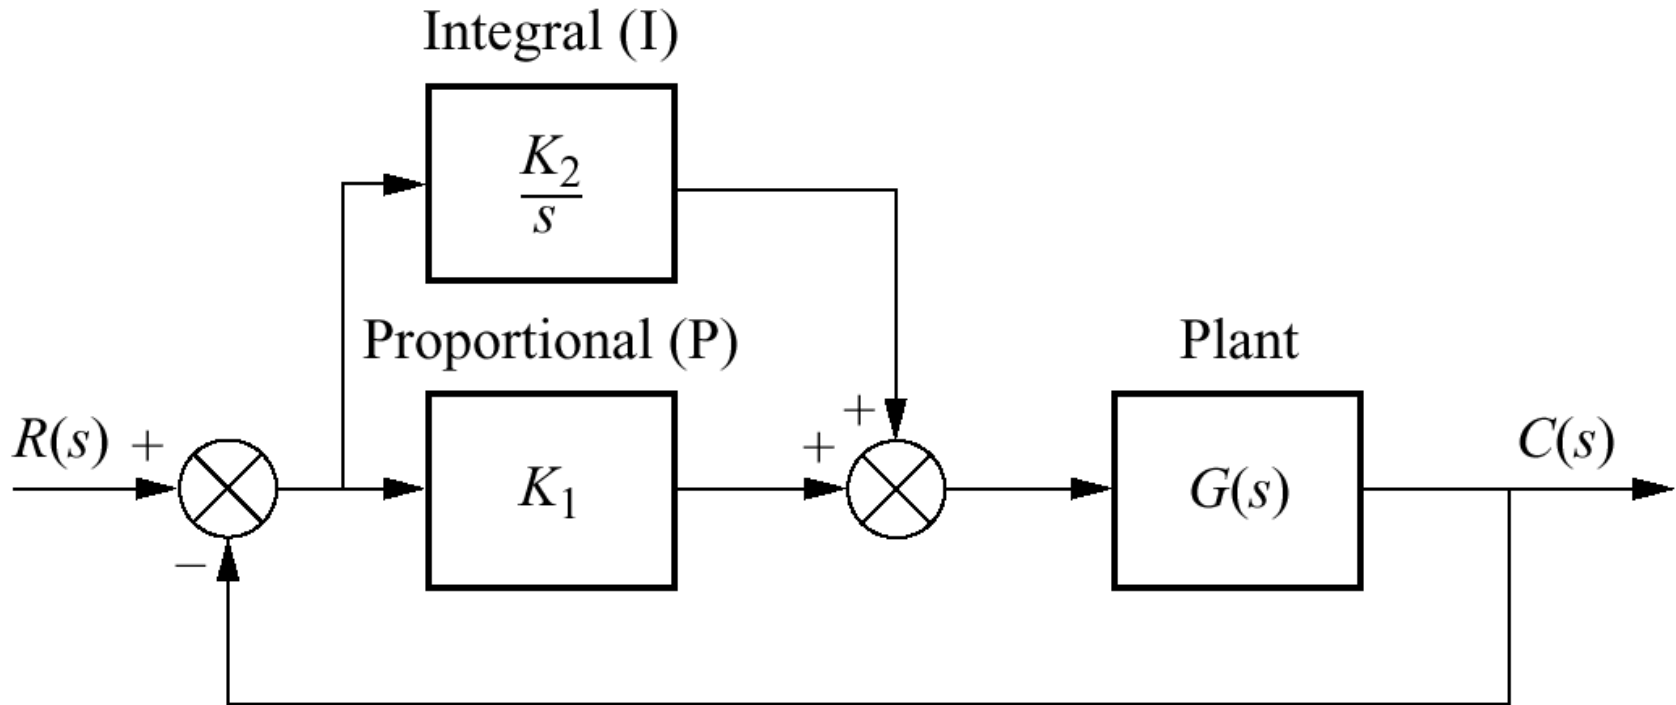 Integral (I)
K₂
s
Proportional (P)
Plant
R(s) +
K₁
+
+
G(s)
C(s)
−